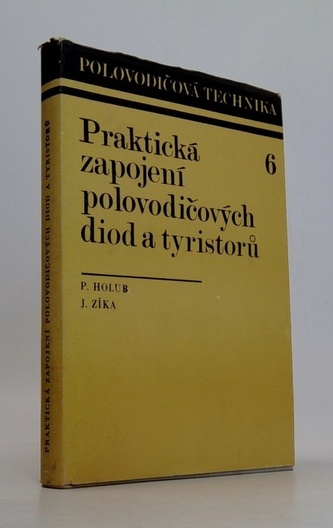 POLOVODIČOVÁ TECHNIKA
Praktická 6
zapojení
polovodičových
diod a tyristorů
P. HOLUB
J. ZÍKA
PRAKTICKÁ ZAPOJENÍ POLOVODIČOVÝCH DIOD A TYRISTORŮ